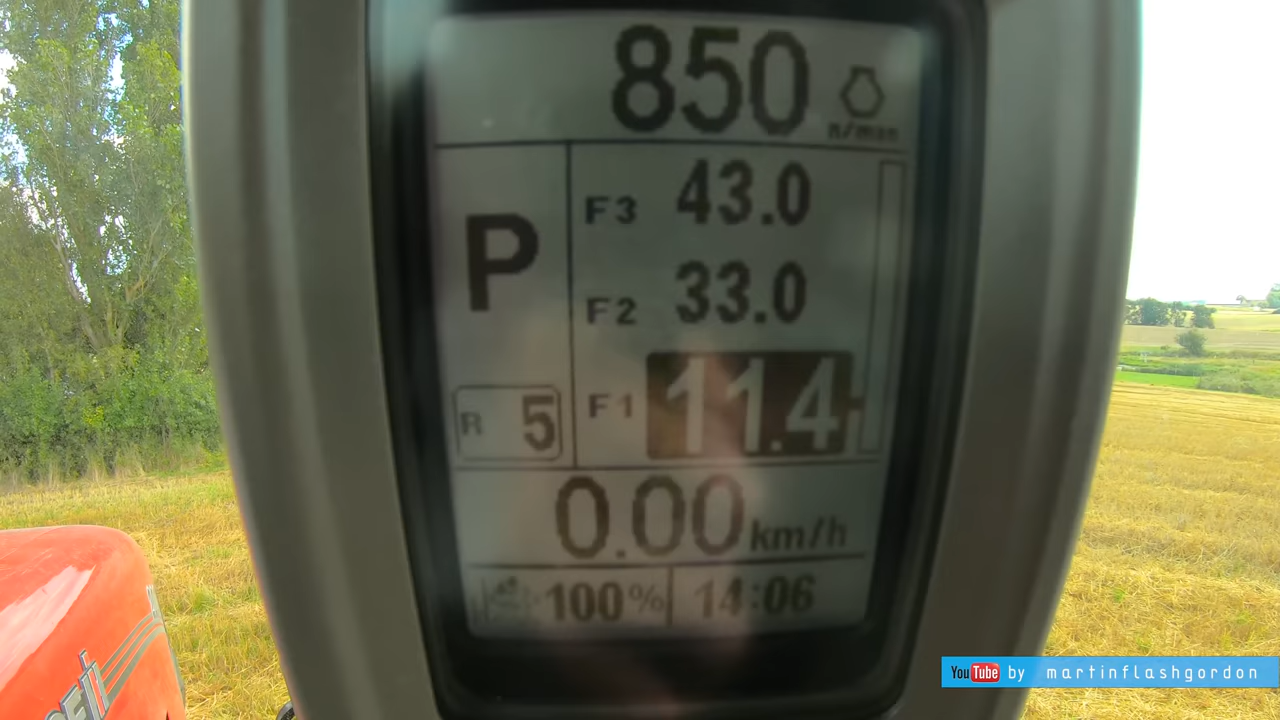 850
n/min
F3 43.0
P
F2 33.0
R 5
F1 11.4
0.00 km/h
100% 14:06
YouTube by martinflashgordon